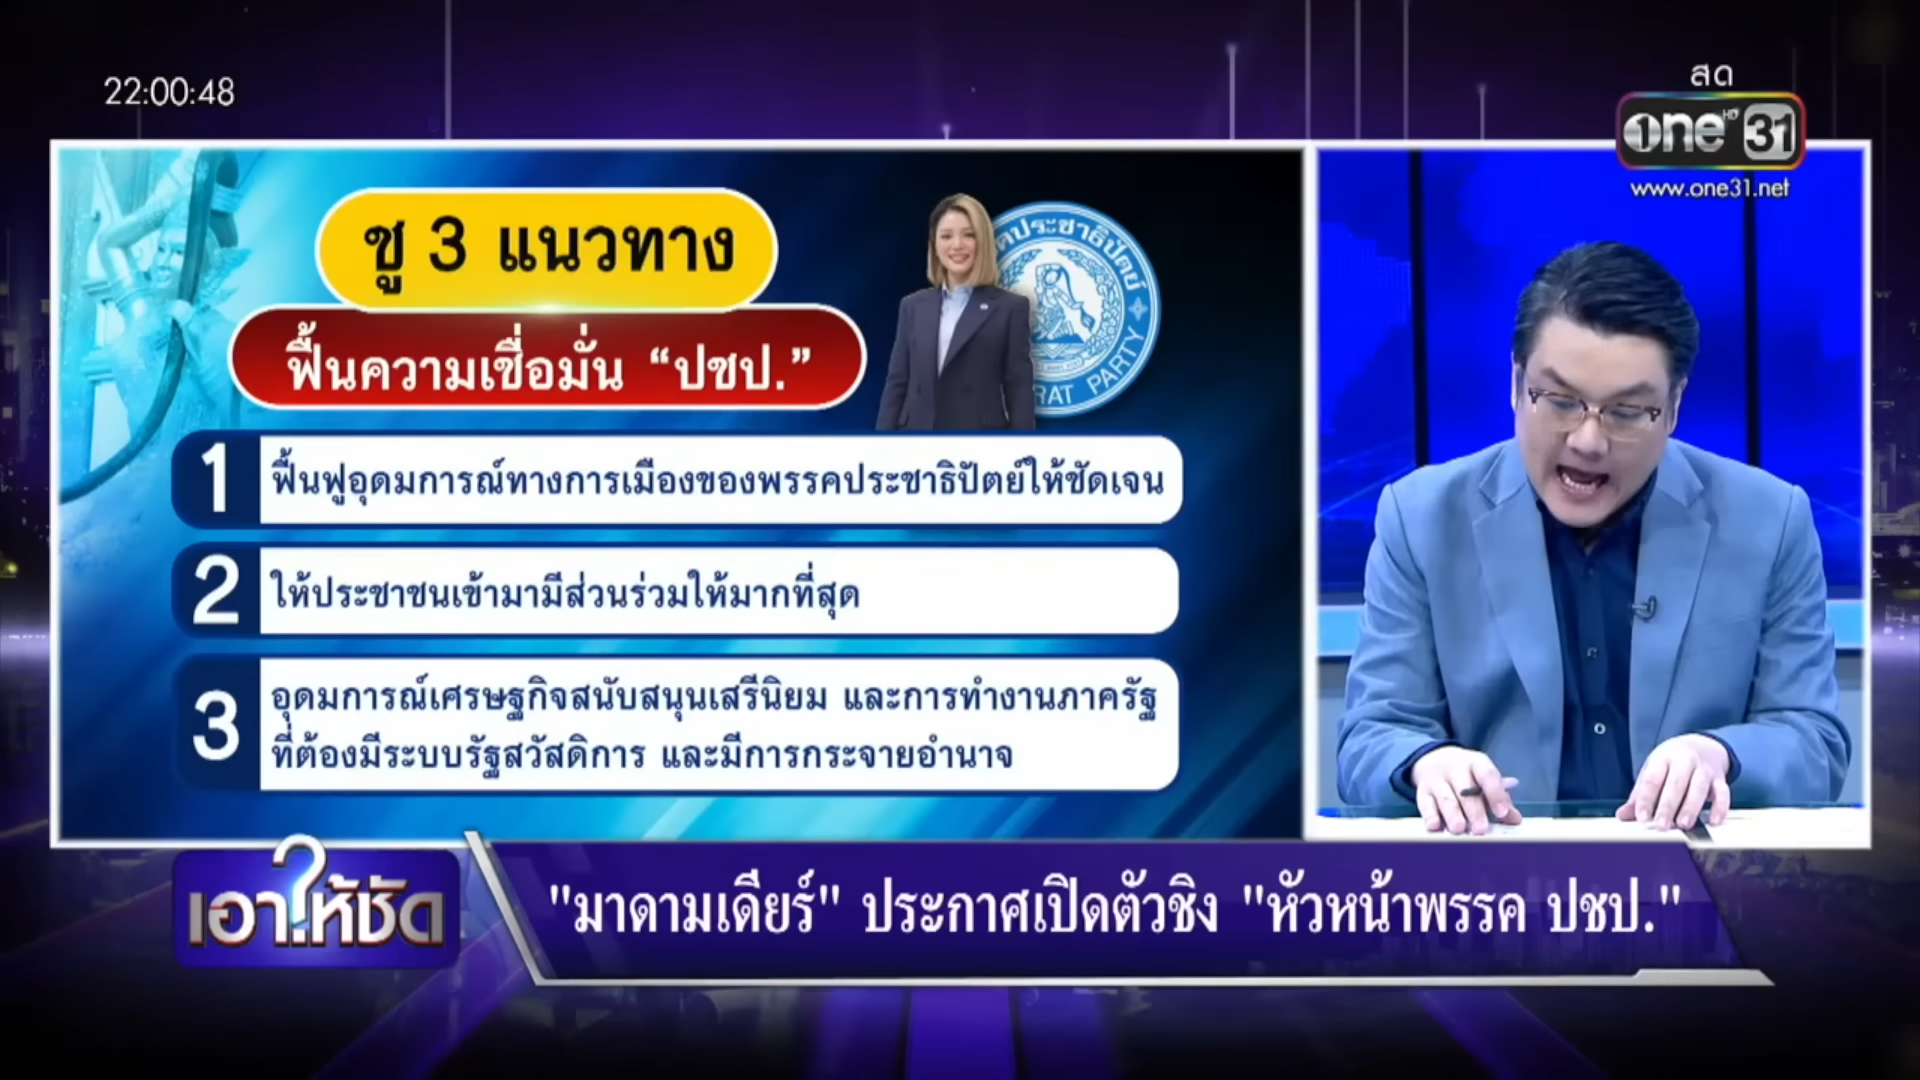 22:00:48
สด
one HD 31
www.one31.net
ชู 3 แนวทาง
ฟื้นความเชื่อมั่น “ปชป.”
1 ฟื้นฟูอุดมการณ์ทางการเมืองของพรรคประชาธิปัตย์ให้ชัดเจน
2 ให้ประชาชนเข้ามามีส่วนร่วมให้มากที่สุด
3 อุดมการณ์เศรษฐกิจสนับสนุนเสรีนิยม และการทำงานภาครัฐ
ที่ต้องมีระบบรัฐสวัสดิการ และมีการกระจายอำนาจ
ประชาธิปัตย์
PARTY
เอา?ให้ชัด
"มาดามเดียร์" ประกาศเปิดตัวชิง "หัวหน้าพรรค ปชป."